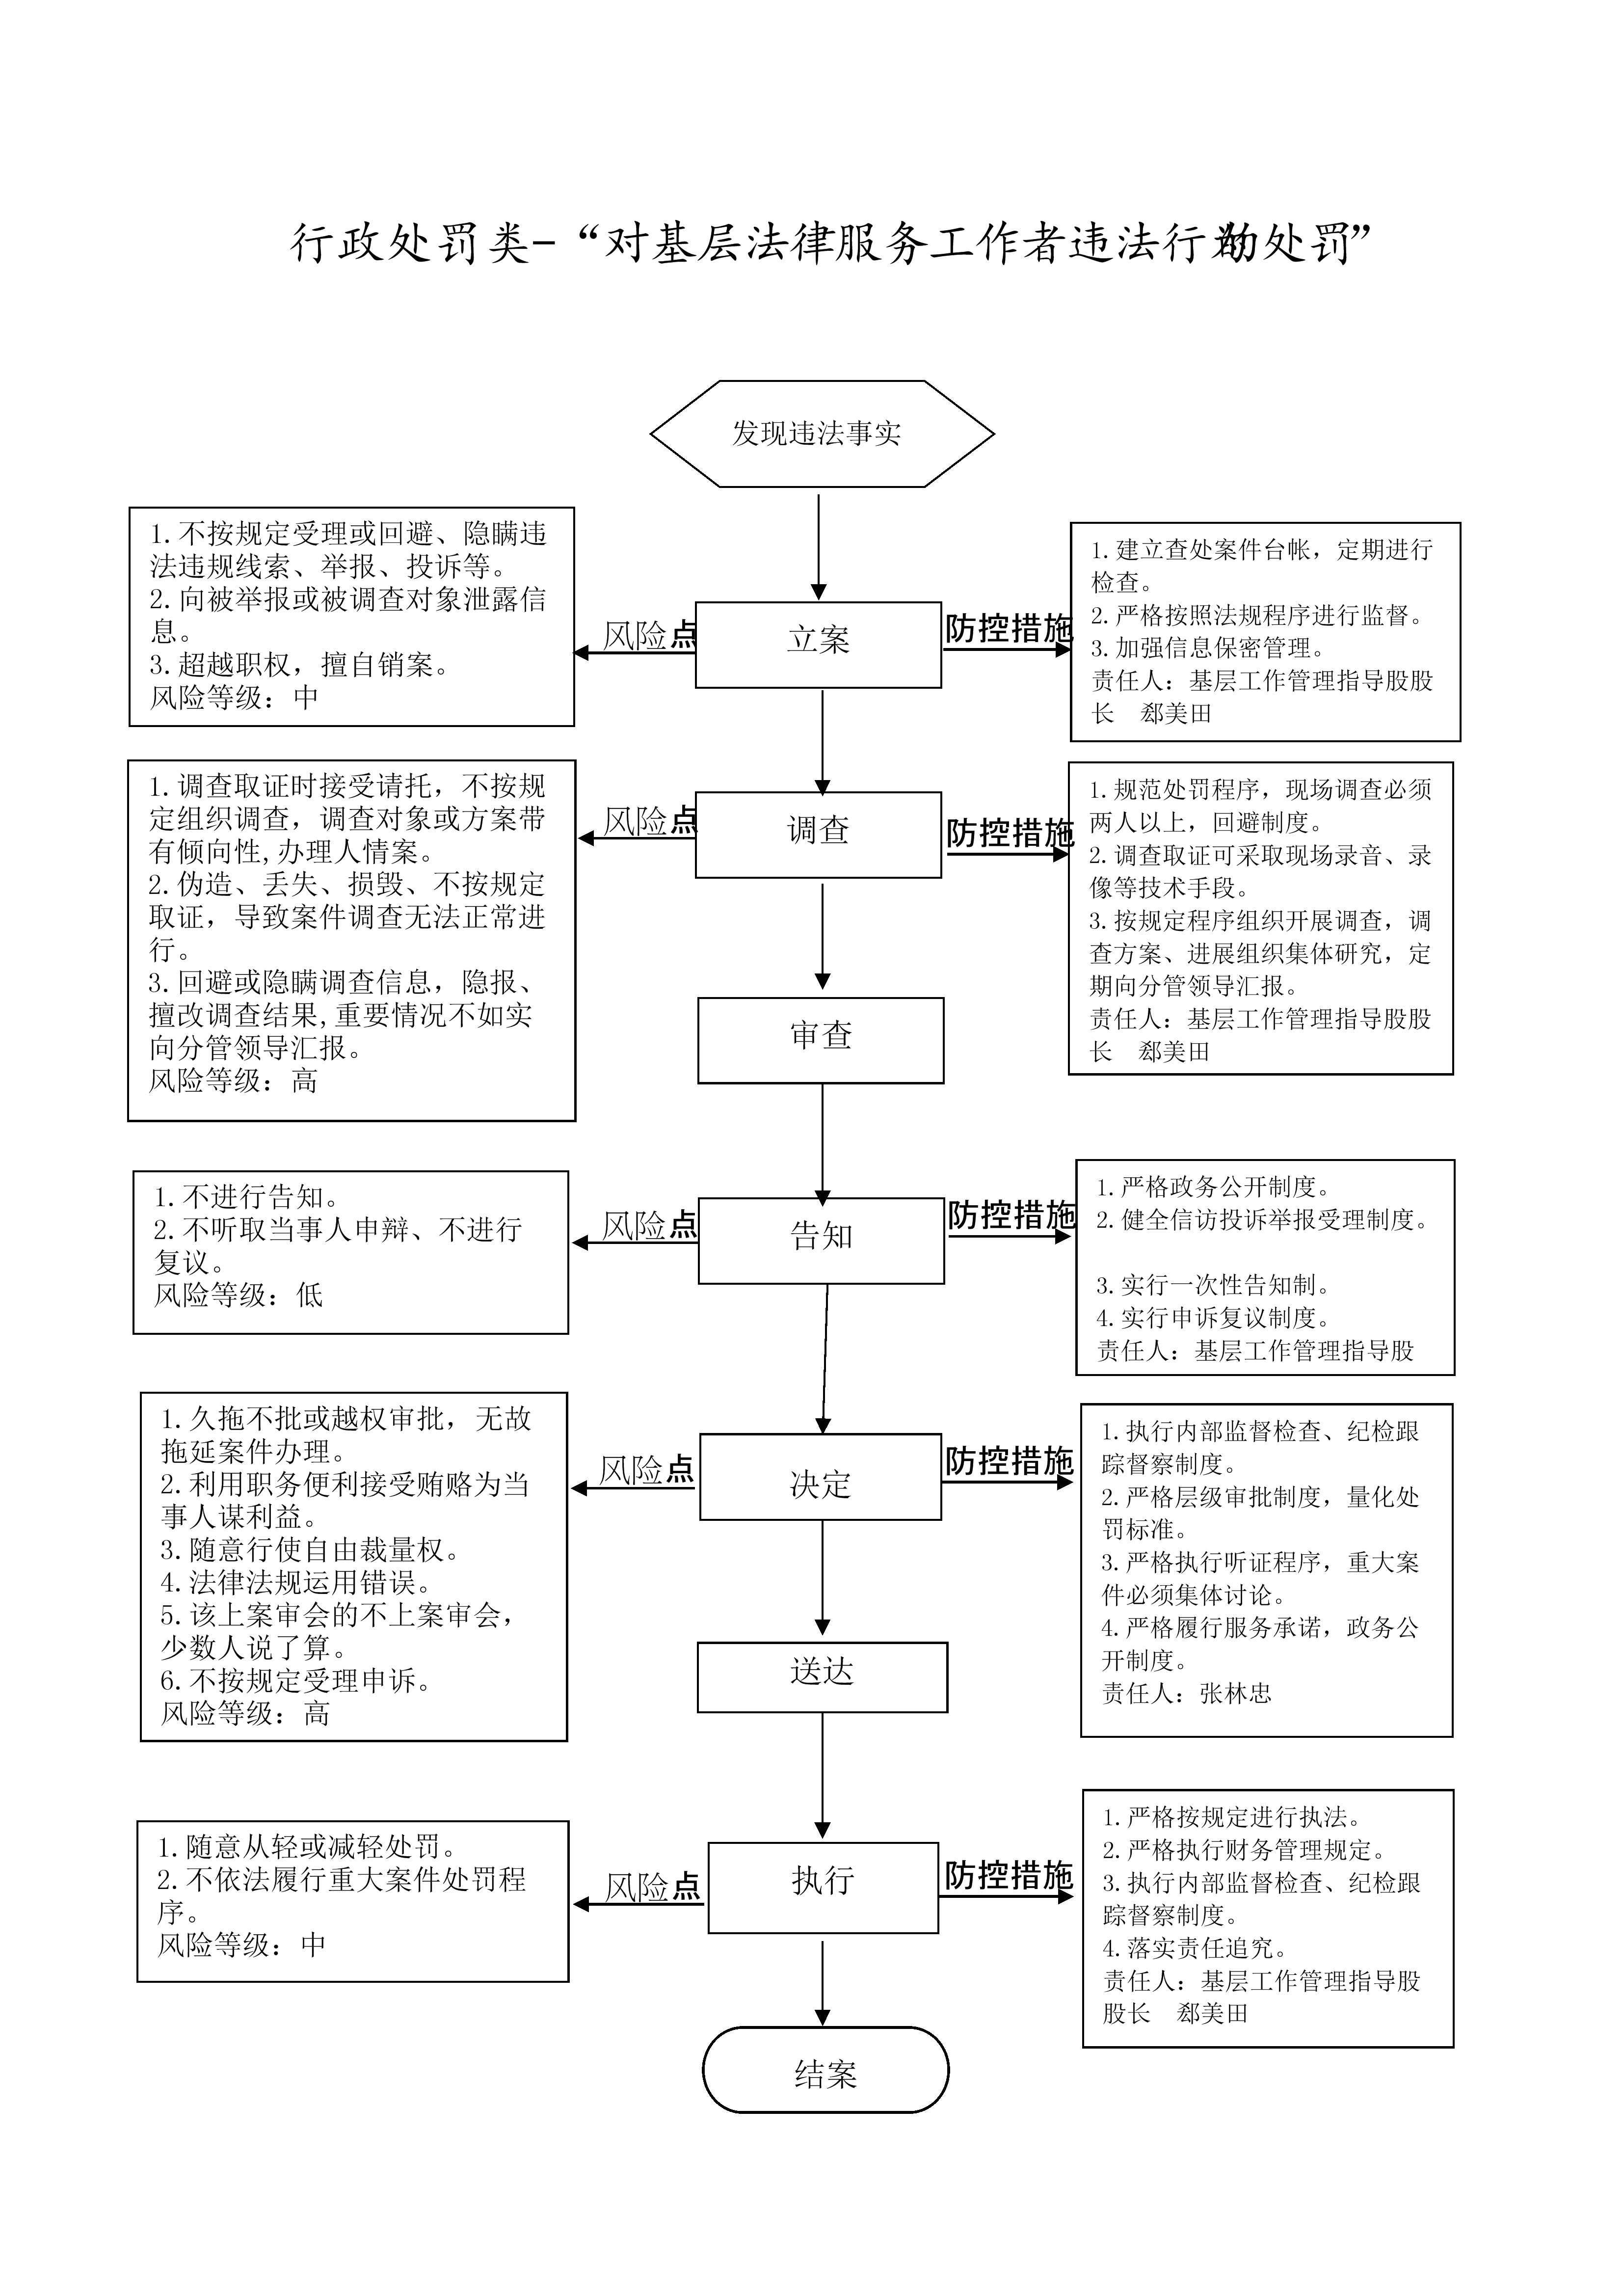 行政处罚类-“对基层法律服务工作者违法行为的处罚”
发现违法事实
1.不按规定受理或回避、隐瞒违
法违规线索、举报、投诉等。
2.向被举报或被调查对象泄露信
息。
3.超越职权，擅自销案。
风险等级：中
风险点
立案
防控措施
1.建立查处案件台帐，定期进行
检查。
2.严格按照法规程序进行监督。
3.加强信息保密管理。
责任人：基层工作管理指导股股
长　郄美田
1.调查取证时接受请托，不按规
定组织调查，调查对象或方案带
有倾向性,办理人情案。
2.伪造、丢失、损毁、不按规定
取证，导致案件调查无法正常进
行。
3.回避或隐瞒调查信息，隐报、
擅改调查结果,重要情况不如实
向分管领导汇报。
风险等级：高
风险点
调查
防控措施
1.规范处罚程序，现场调查必须
两人以上，回避制度。
2.调查取证可采取现场录音、录
像等技术手段。
3.按规定程序组织开展调查，调
查方案、进展组织集体研究，定
期向分管领导汇报。
责任人：基层工作管理指导股股
长　郄美田
审查
1.不进行告知。
2.不听取当事人申辩、不进行
复议。
风险等级：低
风险点
告知
防控措施
1.严格政务公开制度。
2.健全信访投诉举报受理制度。
3.实行一次性告知制。
4.实行申诉复议制度。
责任人：基层工作管理指导股
1.久拖不批或越权审批，无故
拖延案件办理。
2.利用职务便利接受贿赂为当
事人谋利益。
3.随意行使自由裁量权。
4.法律法规运用错误。
5.该上案审会的不上案审会，
少数人说了算。
6.不按规定受理申诉。
风险等级：高
风险点
决定
防控措施
1.执行内部监督检查、纪检跟
踪督察制度。
2.严格层级审批制度，量化处
罚标准。
3.严格执行听证程序，重大案
件必须集体讨论。
4.严格履行服务承诺，政务公
开制度。
责任人：张林忠
送达
1.随意从轻或减轻处罚。
2.不依法履行重大案件处罚程
序。
风险等级：中
风险点
执行
防控措施
1.严格按规定进行执法。
2.严格执行财务管理规定。
3.执行内部监督检查、纪检跟
踪督察制度。
4.落实责任追究。
责任人：基层工作管理指导股
股长　郄美田
结案